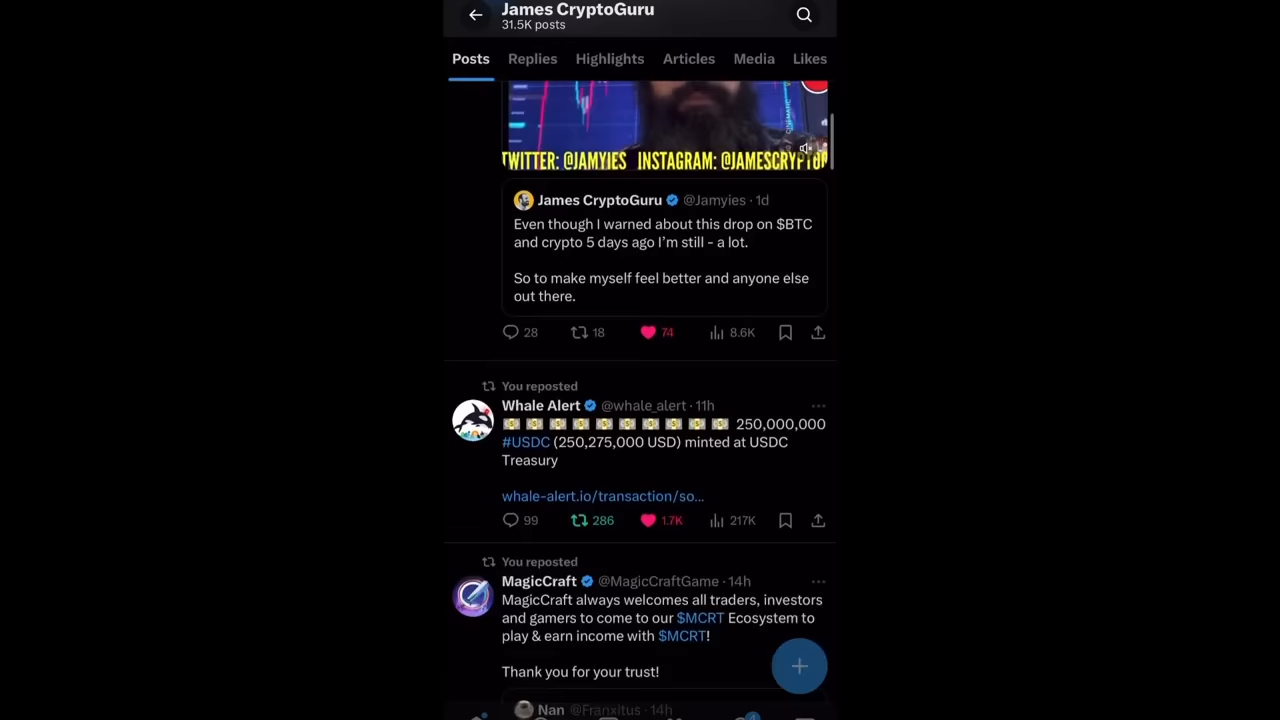 James CryptoGuru
31.5K posts
Posts Replies Highlights Articles Media Likes
CINEMATIC
TWITTER: @JAMYIES INSTAGRAM: @JAMESCRYPTOG
James CryptoGuru @Jamyies · 1d
Even though I warned about this drop on $BTC
and crypto 5 days ago I'm still - a lot.
So to make myself feel better and anyone else
out there.
28 18 74 8.6K
You reposted
Whale Alert @whale_alert · 11h
250,000,000
#USDC (250,275,000 USD) minted at USDC
Treasury
whale-alert.io/transaction/so...
99 286 1.7K 217K
You reposted
MagicCraft @MagicCraftGame · 14h
MagicCraft always welcomes all traders, investors
and gamers to come to our $MCRT Ecosystem to
play & earn income with $MCRT!
Thank you for your trust!
Nan @Franxitus · 14h